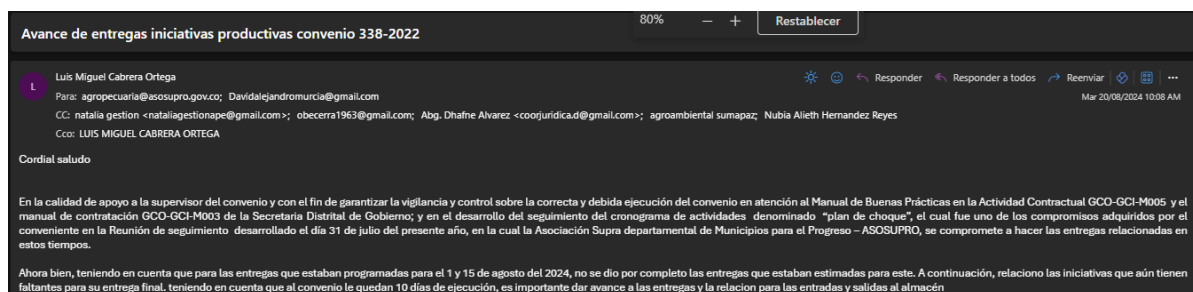 80% — + Restablecer
Avance de entregas iniciativas productivas convenio 338-2022
L
Luis Miguel Cabrera Ortega
Responder Responder a todos Reenviar
Para: agropecuaria@asosupro.gov.co; Davidalejandromurcia@gmail.com
Mar 20/08/2024 10:08 AM
CC: natalia gestion <nataliagestionape@gmail.com>; obecerra1963@gmail.com; Abg. Dhafne Alvarez <coorjuridica.d@gmail.com>; agroambiental sumapaz; Nubia Alieth Hernandez Reyes
Cco: LUIS MIGUEL CABRERA ORTEGA
Cordial saludo
En la calidad de apoyo a la supervisor del convenio y con el fin de garantizar la vigilancia y control sobre la correcta y debida ejecución del convenio en atención al Manual de Buenas Prácticas en la Actividad Contractual GCO-GCI-M005 y el
manual de contratación GCO-GCI-M003 de la Secretaria Distrital de Gobierno; y en el desarrollo del seguimiento del cronograma de actividades denominado "plan de choque", el cual fue uno de los compromisos adquiridos por el
conveniente en la Reunión de seguimiento desarrollado el día 31 de julio del presente año, en la cual la Asociación Supra departamental de Municipios para el Progreso – ASOSUPRO, se compromete a hacer las entregas relacionadas en
estos tiempos.
Ahora bien, teniendo en cuenta que para las entregas que estaban programadas para el 1 y 15 de agosto del 2024, no se dio por completo las entregas que estaban estimadas para este. A continuación, relaciono las iniciativas que aún tienen
faltantes para su entrega final. teniendo en cuenta que al convenio le quedan 10 días de ejecución, es importante dar avance a las entregas y la relacion para las entradas y salidas al almacén